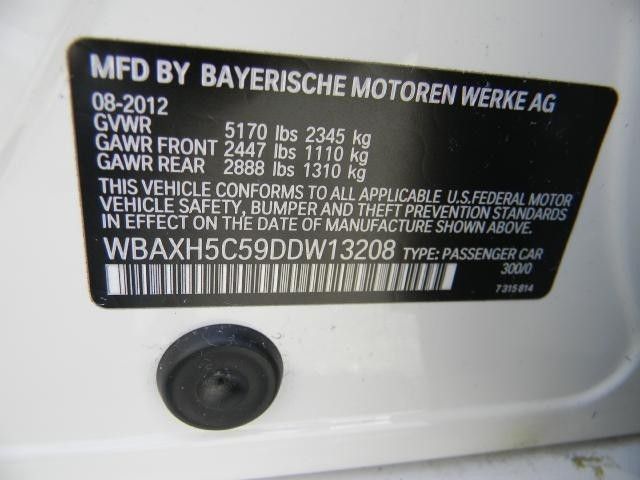 MFD BY BAYERISCHE MOTOREN WERKE AG
08-2012
GVWR 5170 lbs 2345 kg
GAWR FRONT 2447 lbs 1110 kg
GAWR REAR 2888 lbs 1310 kg
THIS VEHICLE CONFORMS TO ALL APPLICABLE U.S.FEDERAL MOTOR
VEHICLE SAFETY, BUMPER AND THEFT PREVENTION STANDARDS
IN EFFECT ON THE DATE OF MANUFACTURE SHOWN ABOVE.
WBAXH5C59DDW13208 TYPE: PASSENGER CAR
300/0
7 315 814